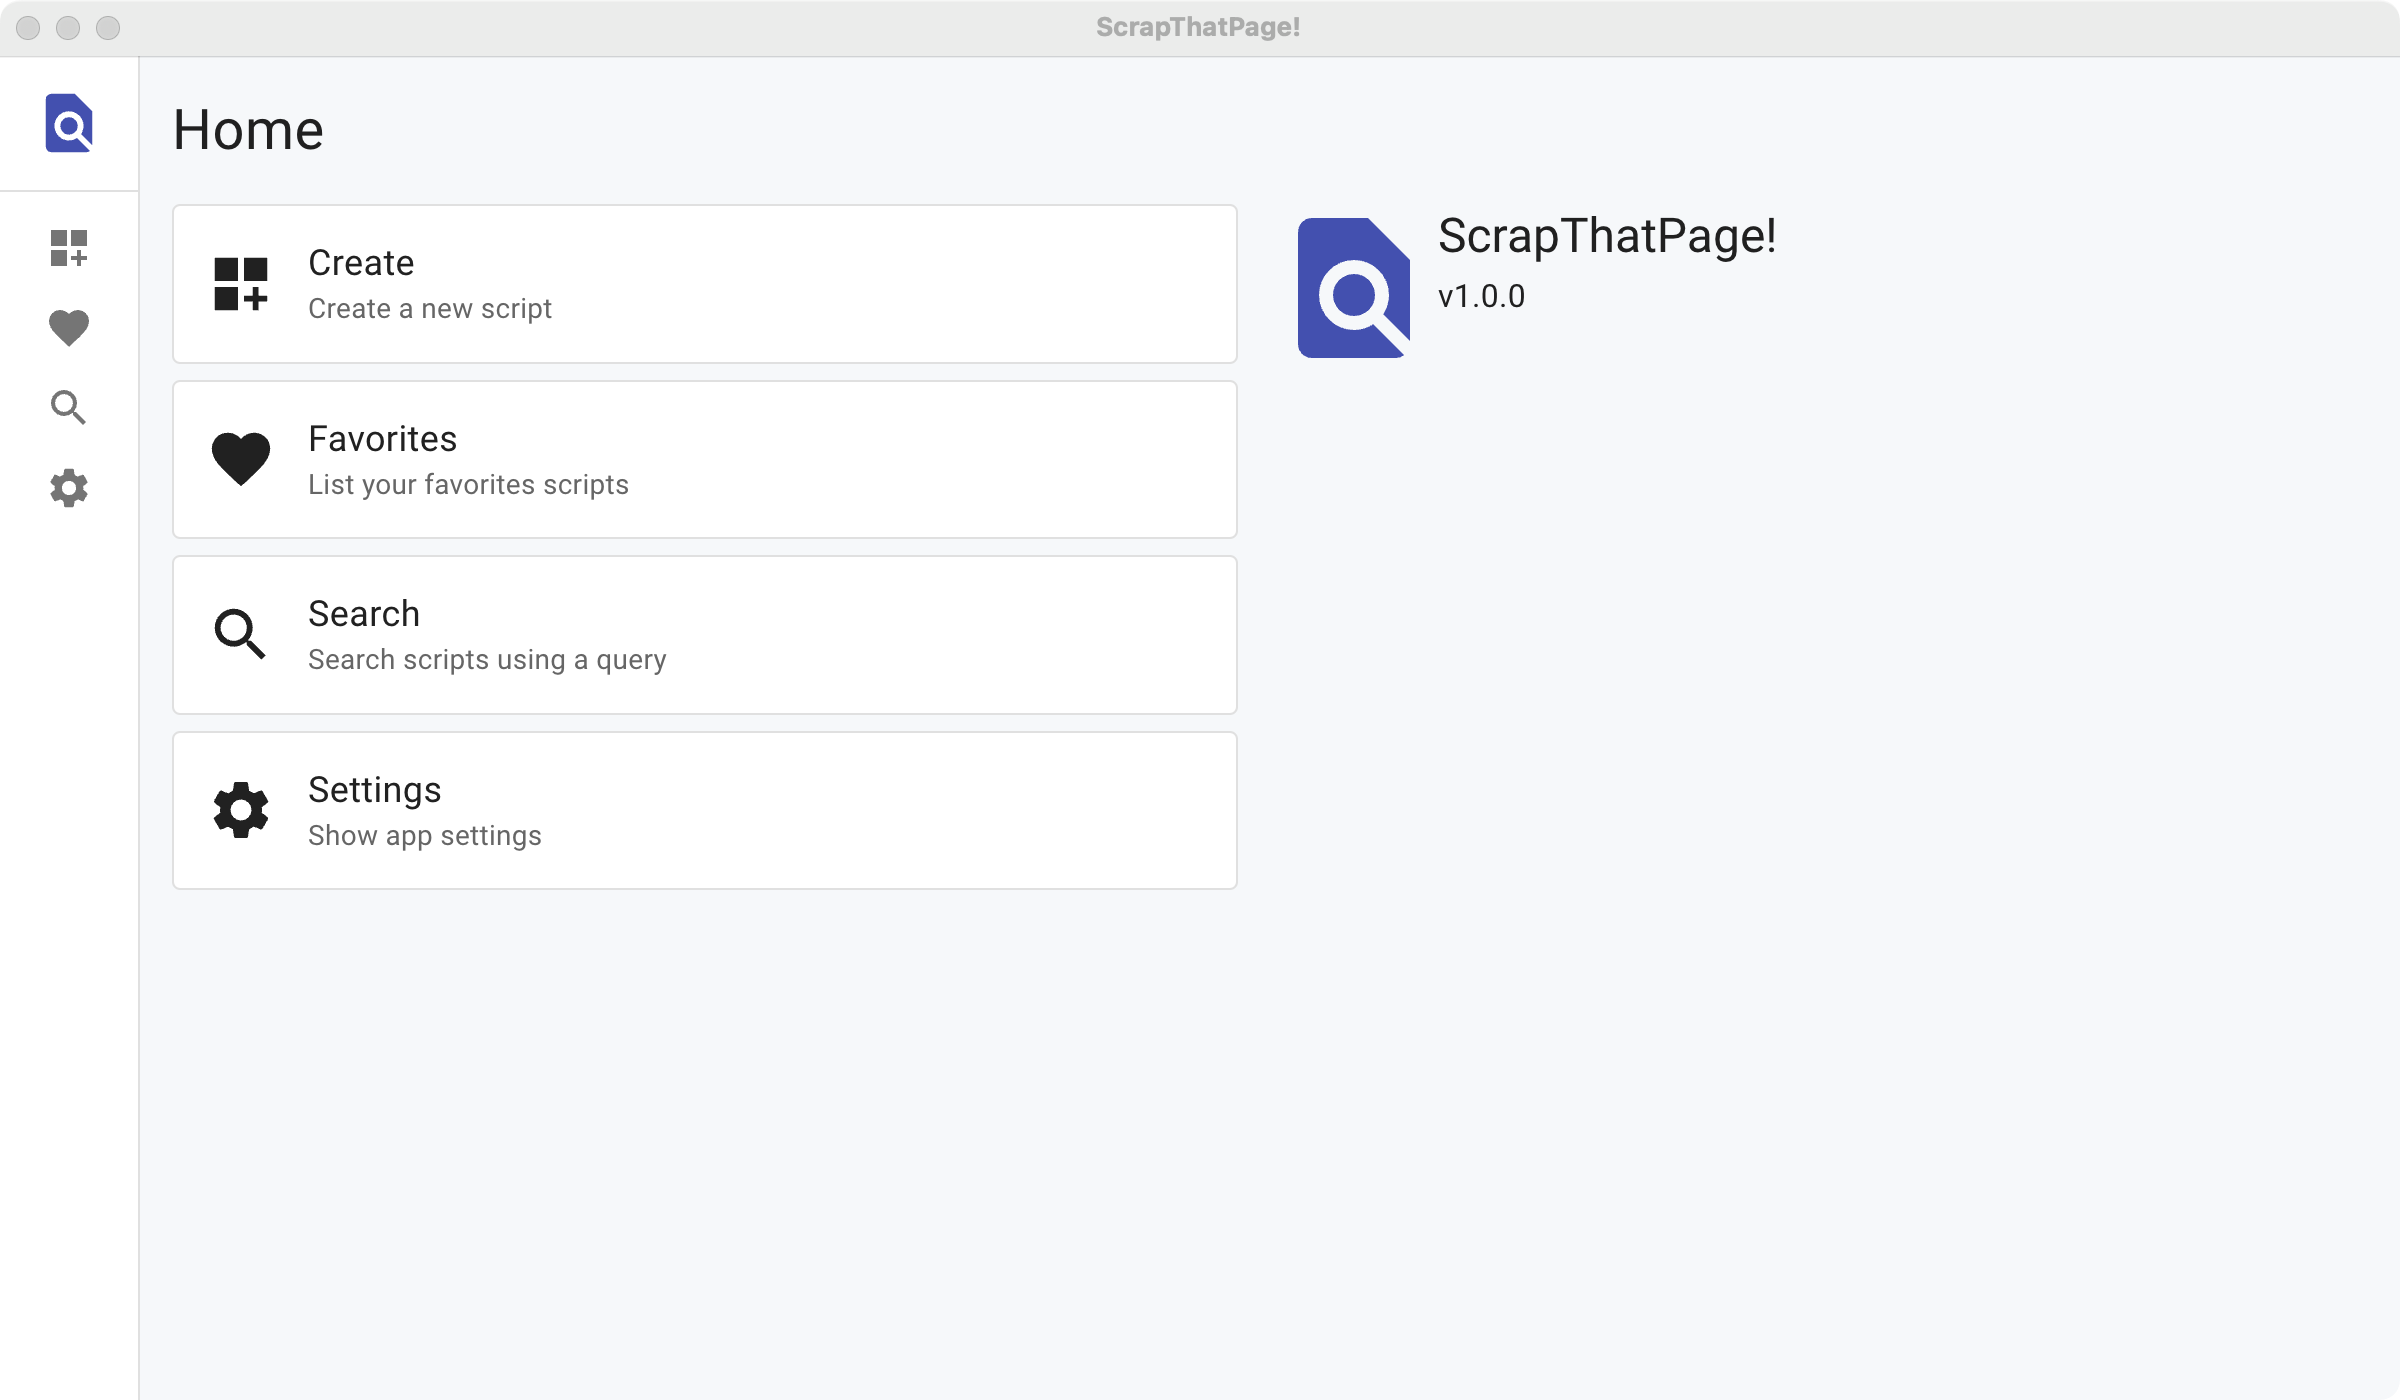 ScrapThatPage!
Home
Create
Create a new script
Favorites
List your favorites scripts
Search
Search scripts using a query
Settings
Show app settings
ScrapThatPage!
v1.0.0